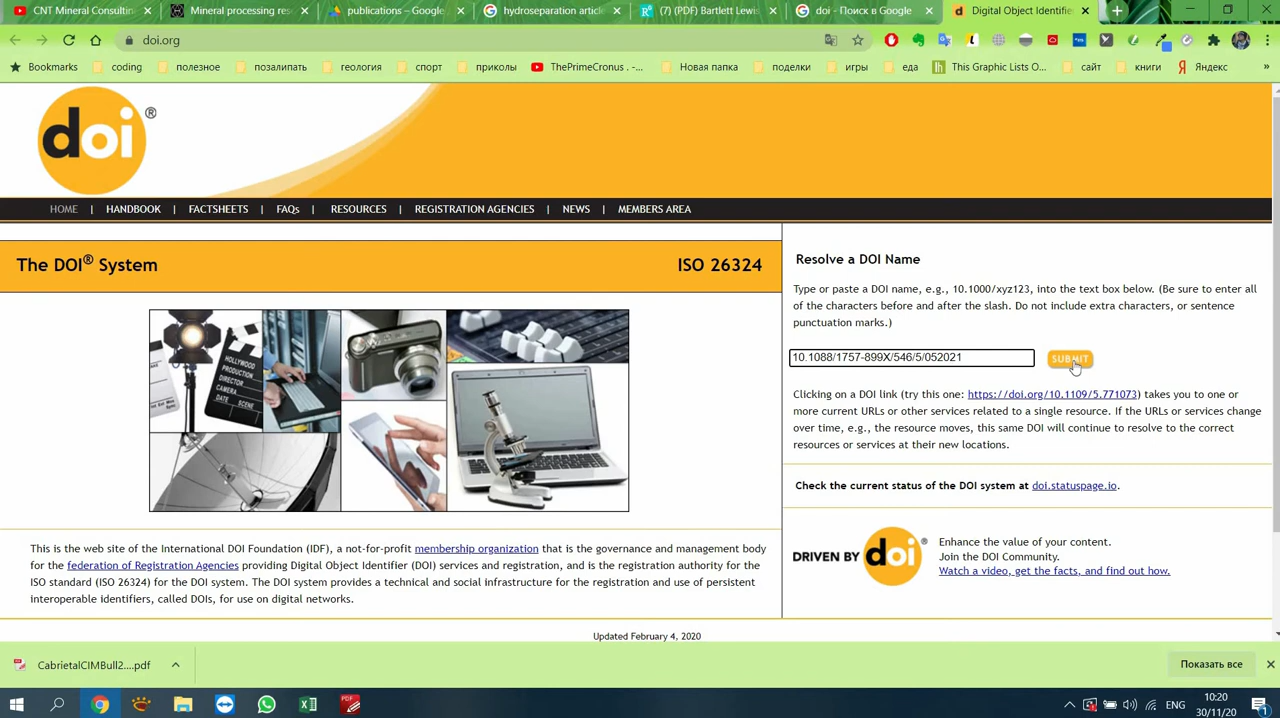 CNT Mineral Consultin
Mineral processing res
publications – Google
hydroseparation article
(7) (PDF) Bartlett Lewis
doi - Поиск в Google
Digital Object Identifie
doi.org
Bookmarks
coding
полезное
позалипать
геология
спорт
приколы
ThePrimeCronus . -...
Новая папка
поделки
игры
еда
This Graphic Lists O...
сайт
книги
Яндекс
»
doi®
HOME | HANDBOOK | FACTSHEETS | FAQs | RESOURCES | REGISTRATION AGENCIES | NEWS | MEMBERS AREA
The DOI® System
ISO 26324
HOLLYWOOD
PRODUCTION
DIRECTOR
CAMERA
DATE SCENE
This is the web site of the International DOI Foundation (IDF), a not-for-profit membership organization that is the governance and management body
for the federation of Registration Agencies providing Digital Object Identifier (DOI) services and registration, and is the registration authority for the
ISO standard (ISO 26324) for the DOI system. The DOI system provides a technical and social infrastructure for the registration and use of persistent
interoperable identifiers, called DOIs, for use on digital networks.
Resolve a DOI Name
Type or paste a DOI name, e.g., 10.1000/xyz123, into the text box below. (Be sure to enter all
of the characters before and after the slash. Do not include extra characters, or sentence
punctuation marks.)
10.1088/1757-899X/546/5/052021
SUBMIT
Clicking on a DOI link (try this one: https://doi.org/10.1109/5.771073) takes you to one or
more current URLs or other services related to a single resource. If the URLs or services change
over time, e.g., the resource moves, this same DOI will continue to resolve to the correct
resources or services at their new locations.
Check the current status of the DOI system at doi.statuspage.io.
DRIVEN BY doi®
Enhance the value of your content.
Join the DOI Community.
Watch a video, get the facts, and find out how.
Updated February 4, 2020
CabrietalCIMBull2....pdf
Показать все
ENG
10:20
30/11/20
1